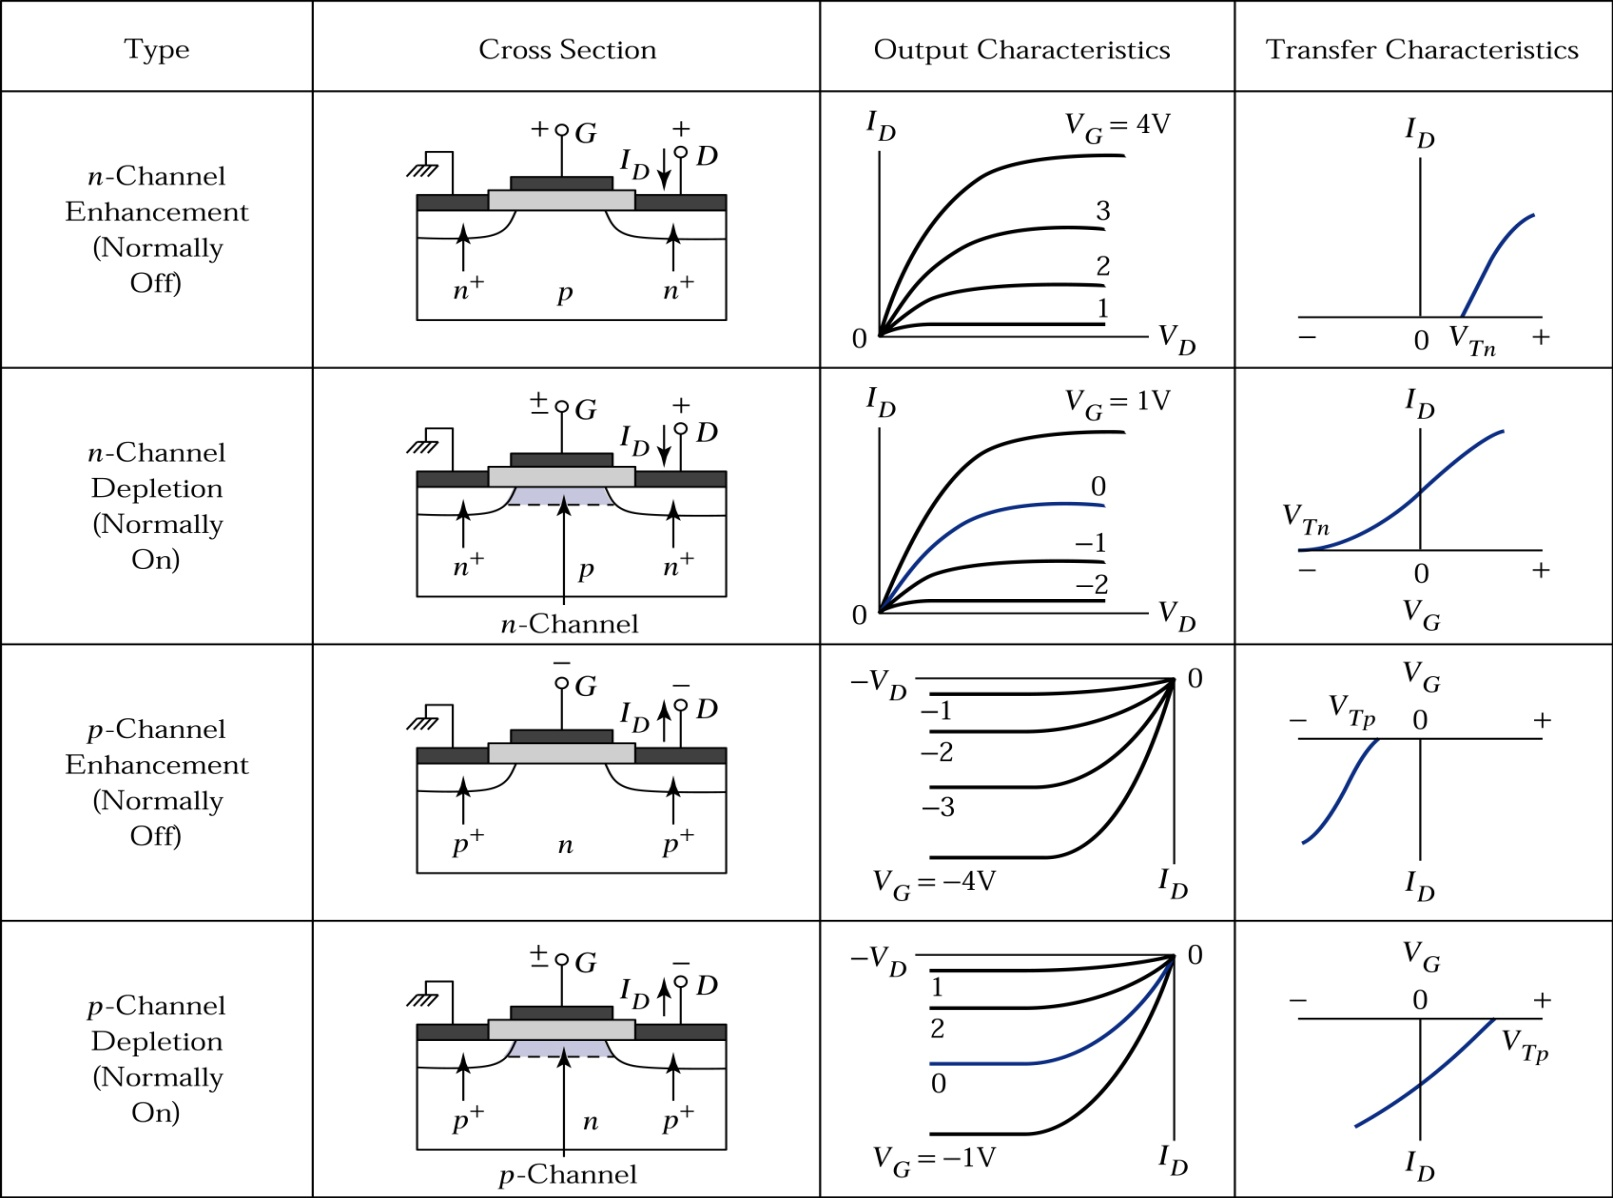 Type
Cross Section
Output Characteristics
Transfer Characteristics
n-Channel
Enhancement
(Normally
Off)
+ G
+
I_D D
n⁺ p n⁺
I_D
V_G = 4V
3
2
1
0 V_D
I_D
− 0 V_Tn +
n-Channel
Depletion
(Normally
On)
± G
+
I_D D
n⁺ p n⁺
n-Channel
I_D
V_G = 1V
0
−1
−2
0 V_D
I_D
V_Tn
− 0 +
V_G
p-Channel
Enhancement
(Normally
Off)
−
G
−
I_D D
p⁺ n p⁺
−V_D 0
−1
−2
−3
V_G = −4V
I_D
V_G
− V_Tp 0 +
I_D
p-Channel
Depletion
(Normally
On)
± G
−
I_D D
p⁺ n p⁺
p-Channel
−V_D 0
1
2
0
V_G = −1V
I_D
V_G
− 0 +
V_Tp
I_D